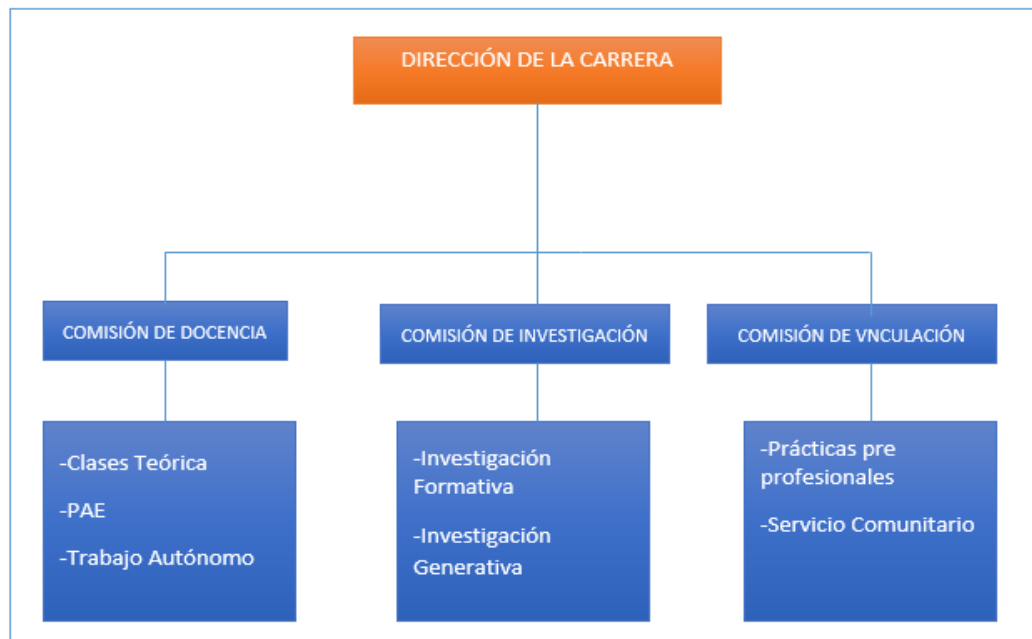 DIRECCIÓN DE LA CARRERA
COMISIÓN DE DOCENCIA
COMISIÓN DE INVESTIGACIÓN
COMISIÓN DE VNCULACIÓN
-Clases Teórica
-PAE
-Trabajo Autónomo
-Investigación
Formativa
-Investigación
Generativa
-Prácticas pre
profesionales
-Servicio Comunitario